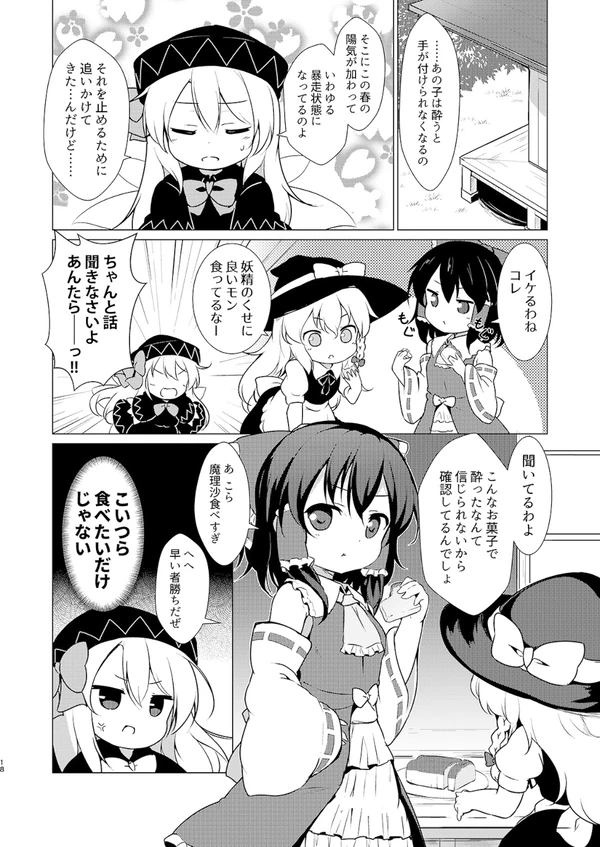 ……あの子は酔うと
手が付けられなくなるの
そこにこの春の
陽気が加わって
いわゆる
暴走状態に
なってるのよ
それを止めるために
追いかけて
きた…んだけど……
イケるわね
コレ
もぐ
もぐ
妖精のくせに
良いモン
食ってるなー
ちゃんと話
聞きなさいよ
あんたら――っ!!
聞いてるわよ
こんなお菓子で
酔ったなんて
信じられないから
確認してるんでしょ
あ こら
魔理沙食べすぎ
へへ
早い者勝ちだぜ
こいつら
食べたいだけ
じゃない
18